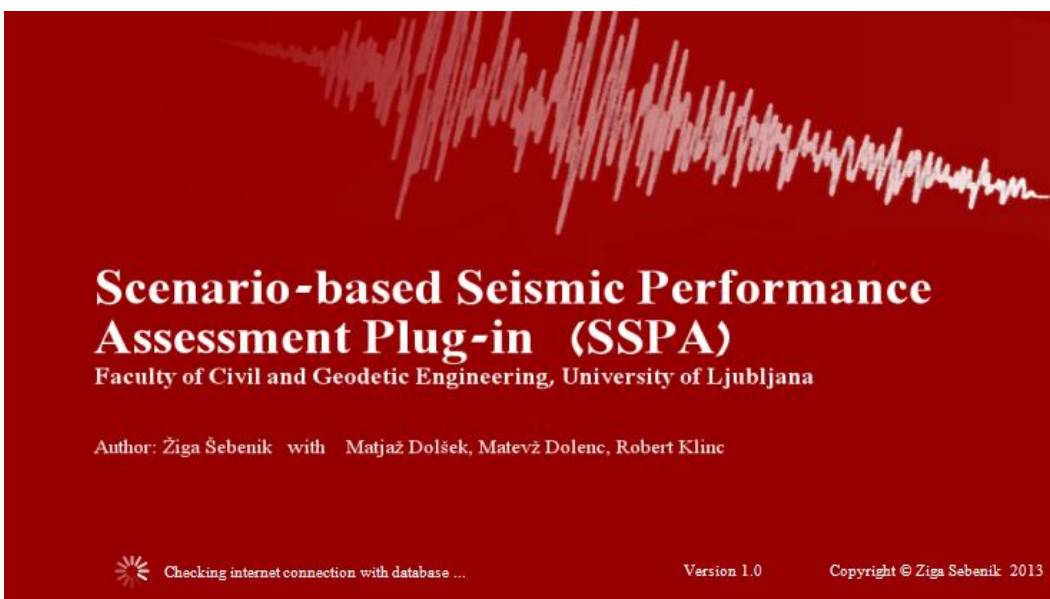 Scenario-based Seismic Performance
Assessment Plug-in (SSPA)
Faculty of Civil and Geodetic Engineering, University of Ljubljana
Author: Žiga Šebenik with Matjaž Dolšek, Matevž Dolenc, Robert Klinc
Checking internet connection with database ... Version 1.0 Copyright © Ziga Sebenik 2013